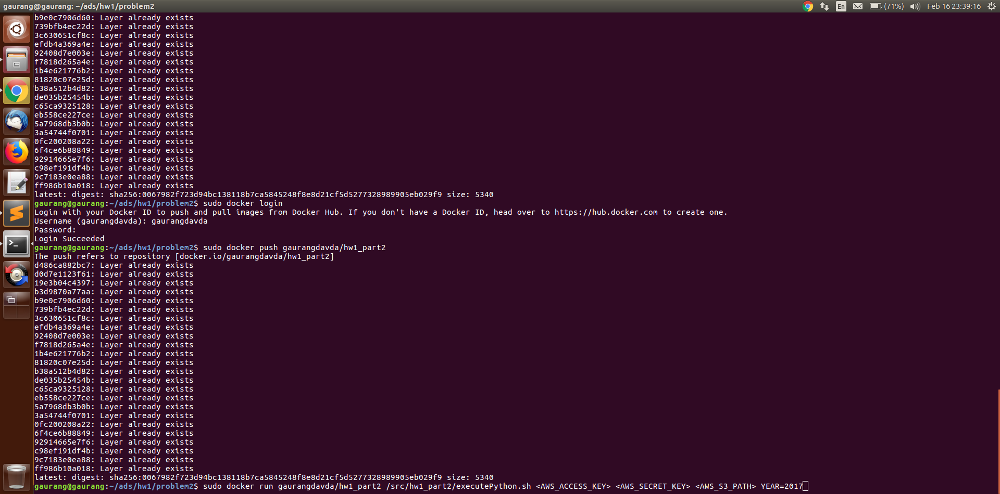 gaurang@gaurang: ~/ads/hw1/problem2 En (71%) Feb 16 23:39:16
b9e0c7906d60: Layer already exists
739bfb4ec22d: Layer already exists
3c630651cf8c: Layer already exists
efdb4a369a4e: Layer already exists
92408d7e003e: Layer already exists
f7818d265a4e: Layer already exists
1b4e621776b2: Layer already exists
81820c07e25d: Layer already exists
b38a512b4d82: Layer already exists
de035b25454b: Layer already exists
c65ca9325128: Layer already exists
eb558ce227ce: Layer already exists
5a7968db3b0b: Layer already exists
3a54744f0701: Layer already exists
0fc200208a22: Layer already exists
6f4ce6b88849: Layer already exists
92914665e7f6: Layer already exists
c98ef191df4b: Layer already exists
9c7183e0ea88: Layer already exists
ff986b10a018: Layer already exists
latest: digest: sha256:0067982f723d94bc138118b7ca5845248f8e8d21cf5d5277328989905eb029f9 size: 5340
gaurang@gaurang:~/ads/hw1/problem2$ sudo docker login
Login with your Docker ID to push and pull images from Docker Hub. If you don't have a Docker ID, head over to https://hub.docker.com to create one.
Username (gaurangdavda): gaurangdavda
Password:
Login Succeeded
gaurang@gaurang:~/ads/hw1/problem2$ sudo docker push gaurangdavda/hw1_part2
The push refers to repository [docker.io/gaurangdavda/hw1_part2]
d486ca882bc7: Layer already exists
d0d7e1123f61: Layer already exists
19e3b04c4397: Layer already exists
b3d9870a77aa: Layer already exists
b9e0c7906d60: Layer already exists
739bfb4ec22d: Layer already exists
3c630651cf8c: Layer already exists
efdb4a369a4e: Layer already exists
92408d7e003e: Layer already exists
f7818d265a4e: Layer already exists
1b4e621776b2: Layer already exists
81820c07e25d: Layer already exists
b38a512b4d82: Layer already exists
de035b25454b: Layer already exists
c65ca9325128: Layer already exists
eb558ce227ce: Layer already exists
5a7968db3b0b: Layer already exists
3a54744f0701: Layer already exists
0fc200208a22: Layer already exists
6f4ce6b88849: Layer already exists
92914665e7f6: Layer already exists
c98ef191df4b: Layer already exists
9c7183e0ea88: Layer already exists
ff986b10a018: Layer already exists
latest: digest: sha256:0067982f723d94bc138118b7ca5845248f8e8d21cf5d5277328989905eb029f9 size: 5340
gaurang@gaurang:~/ads/hw1/problem2$ sudo docker run gaurangdavda/hw1_part2 /src/hw1_part2/executePython.sh <AWS_ACCESS_KEY> <AWS_SECRET_KEY> <AWS_S3_PATH> YEAR=2017